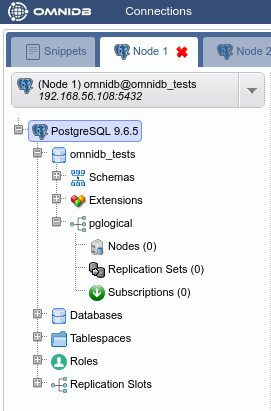 OMNIDB Connections
Snippets Node 1 Node 2
(Node 1) omnidb@omnidb_tests
192.168.56.108:5432
PostgreSQL 9.6.5
omnidb_tests
Schemas
Extensions
pglogical
Nodes (0)
Replication Sets (0)
Subscriptions (0)
Databases
Tablespaces
Roles
Replication Slots